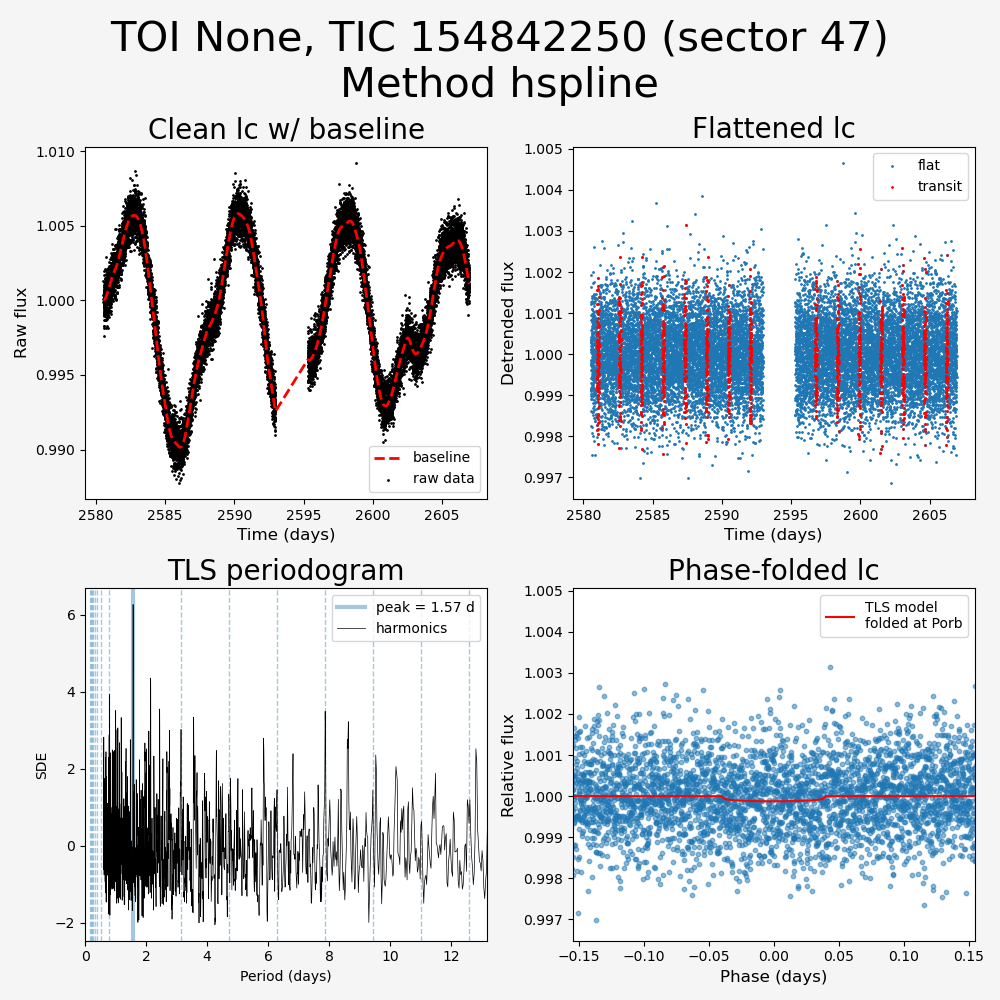 TOI None, TIC 154842250 (sector 47)
Method hspline
Clean lc w/ baseline
1.010
1.005
1.000
0.995
0.990
Raw flux
baseline
raw data
2580 2585 2590 2595 2600 2605
Time (days)
Flattened lc
1.005
1.004
1.003
1.002
1.001
1.000
0.999
0.998
0.997
Detrended flux
flat
transit
2580 2585 2590 2595 2600 2605
Time (days)
TLS periodogram
6
4
2
0
−2
SDE
peak = 1.57 d
harmonics
0 2 4 6 8 10 12
Period (days)
Phase-folded lc
1.005
1.004
1.003
1.002
1.001
1.000
0.999
0.998
0.997
Relative flux
TLS model
folded at Porb
−0.15 −0.10 −0.05 0.00 0.05 0.10 0.15
Phase (days)